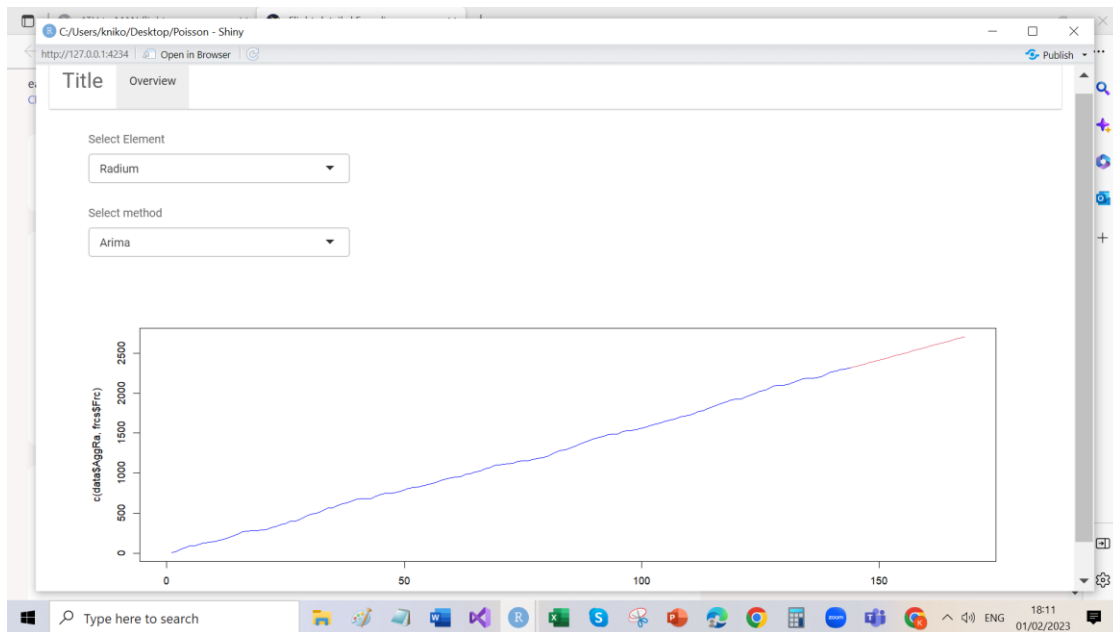 C:/Users/kniko/Desktop/Poisson - Shiny
http://127.0.0.1:4234 Open in Browser Publish
Title Overview
Select Element
Radium
Select method
Arima
c(data$AggRa, frcs$Frc)
2500
2000
1500
1000
500
0
0 50 100 150
Type here to search
zoom
ENG
18:11
01/02/2023